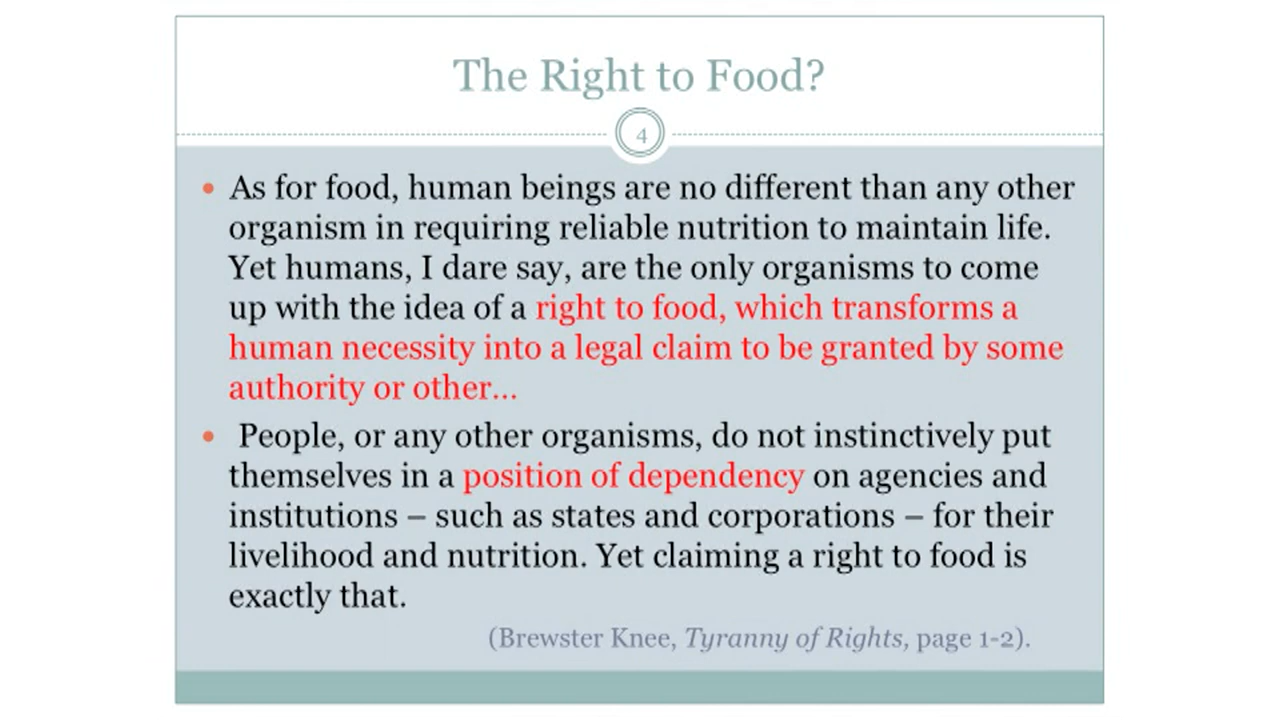 The Right to Food?
4
• As for food, human beings are no different than any other
organism in requiring reliable nutrition to maintain life.
Yet humans, I dare say, are the only organisms to come
up with the idea of a right to food, which transforms a
human necessity into a legal claim to be granted by some
authority or other...
• People, or any other organisms, do not instinctively put
themselves in a position of dependency on agencies and
institutions – such as states and corporations – for their
livelihood and nutrition. Yet claiming a right to food is
exactly that.
(Brewster Knee, Tyranny of Rights, page 1-2).